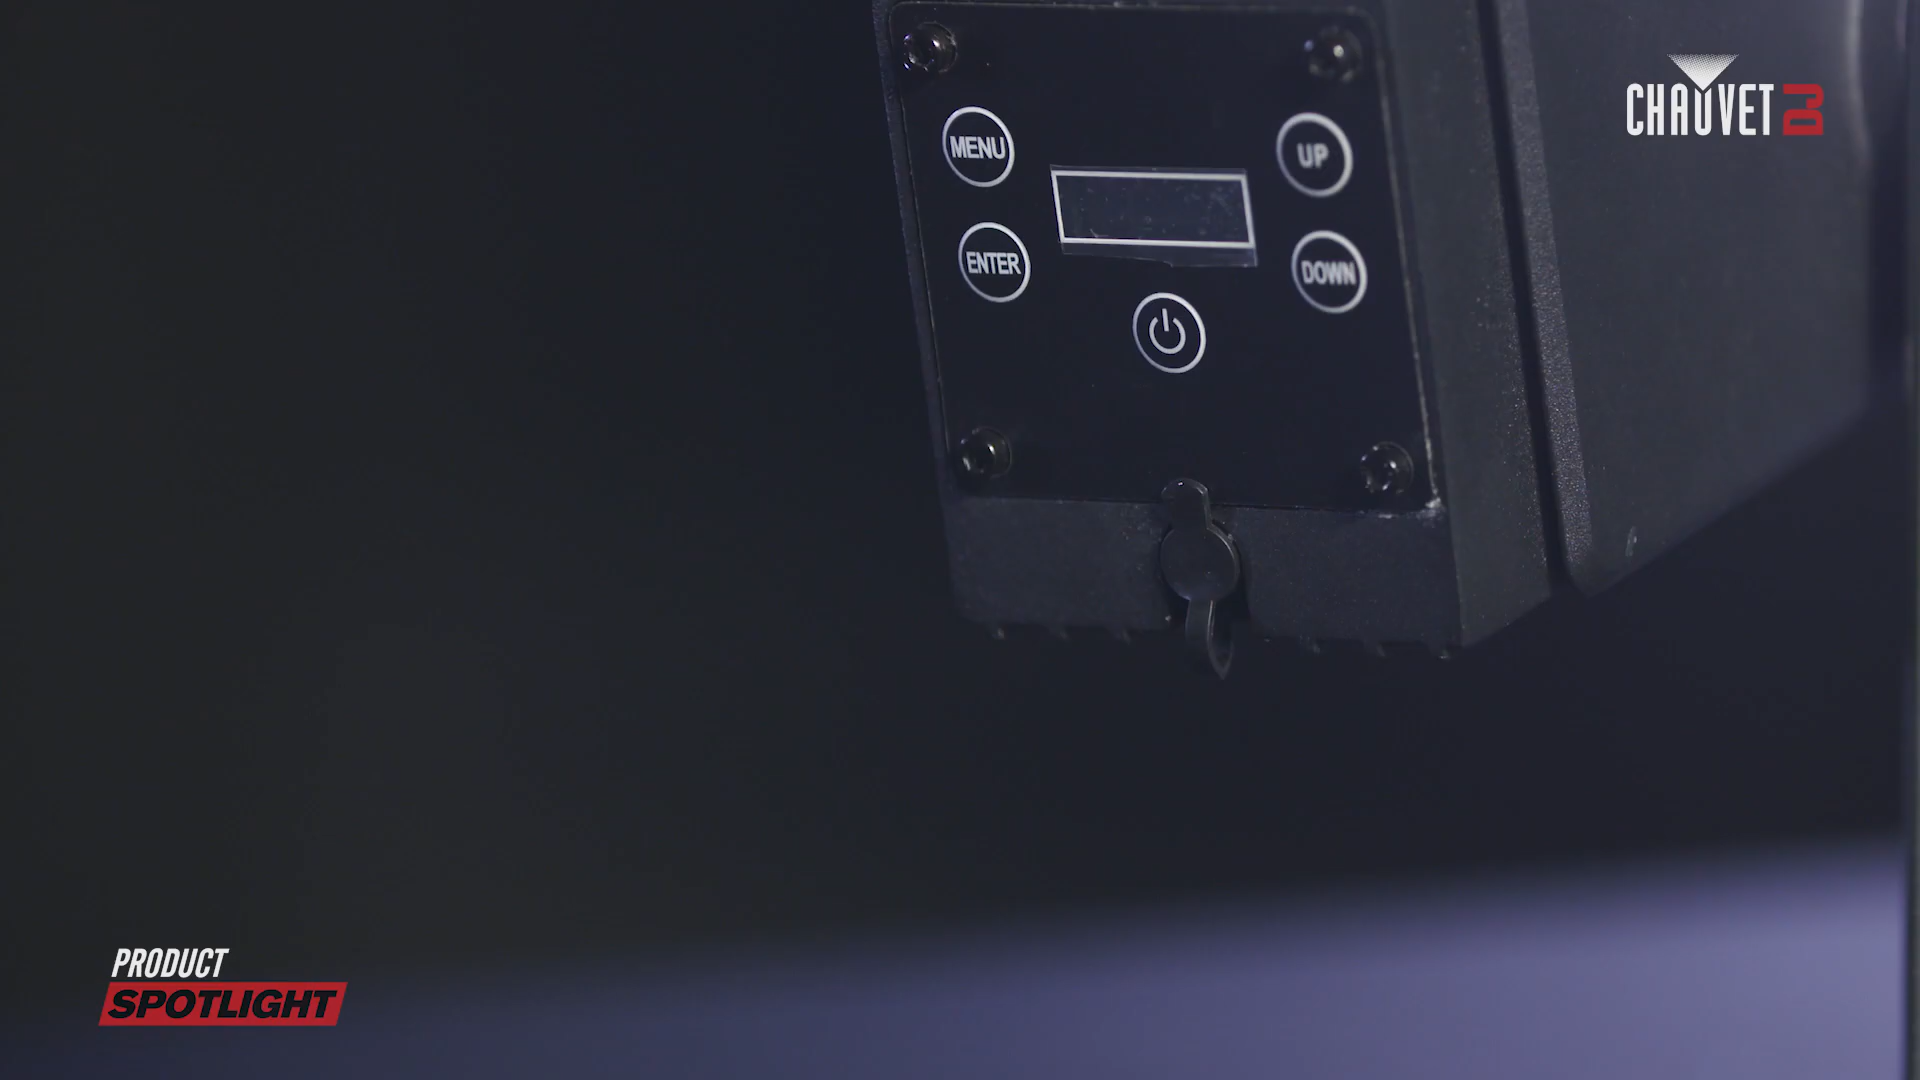 CHAUVET DJ
MENU
UP
ENTER
DOWN
PRODUCT
SPOTLIGHT